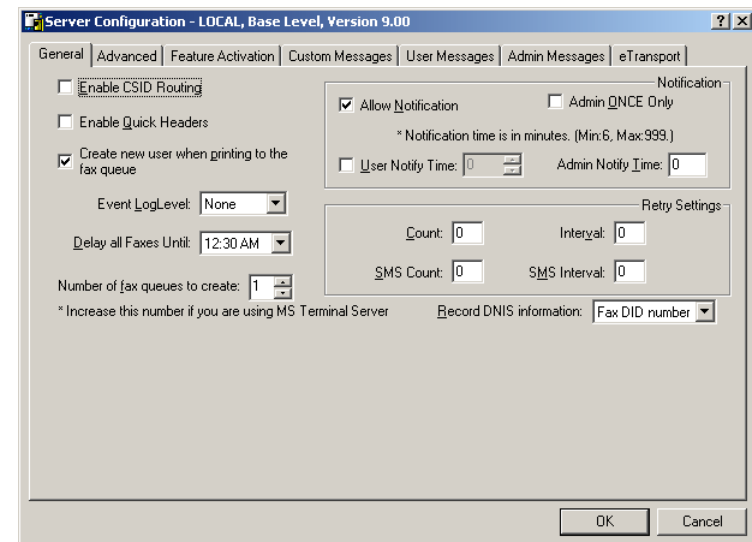 Server Configuration - LOCAL, Base Level, Version 9.00
General Advanced Feature Activation Custom Messages User Messages Admin Messages eTransport
Enable CSID Routing
Enable Quick Headers
Create new user when printing to the
fax queue
Event LogLevel: None
Delay all Faxes Until: 12:30 AM
Number of fax queues to create: 1
* Increase this number if you are using MS Terminal Server
Notification
Allow Notification Admin ONCE Only
* Notification time is in minutes. (Min:6, Max:999.)
User Notify Time: 0 Admin Notify Time: 0
Retry Settings
Count: 0 Interval: 0
SMS Count: 0 SMS Interval: 0
Record DNIS information: Fax DID number
OK Cancel